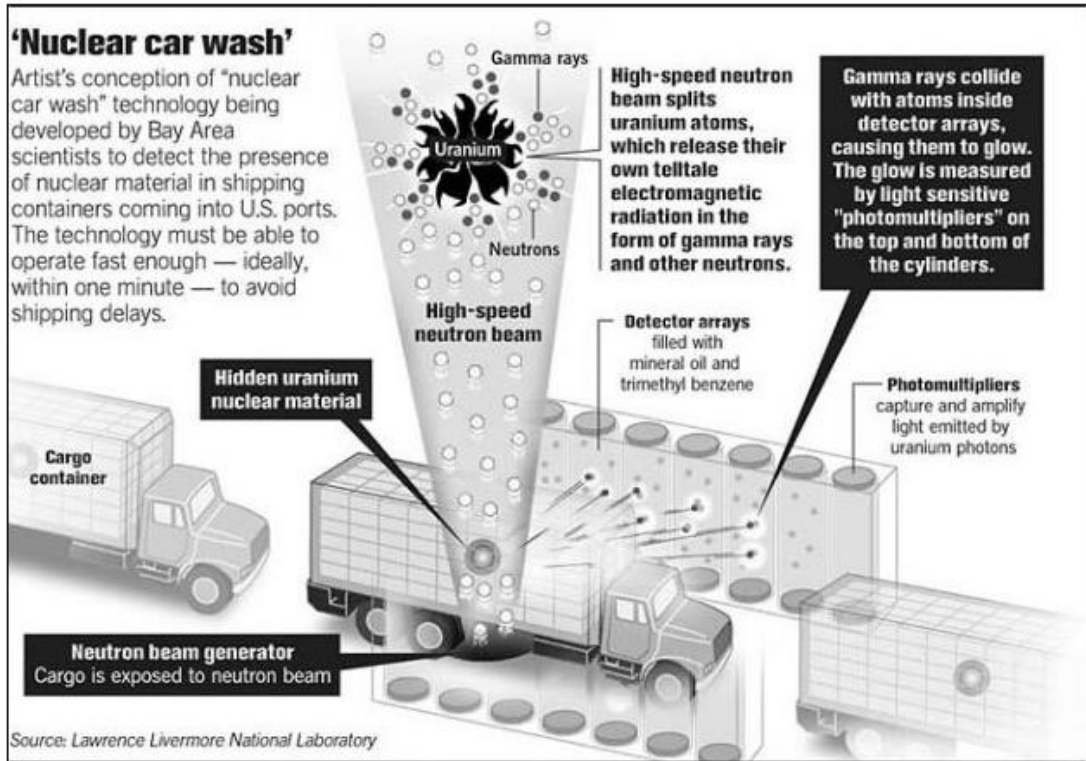 'Nuclear car wash'
Artist's conception of "nuclear
car wash" technology being
developed by Bay Area
scientists to detect the presence
of nuclear material in shipping
containers coming into U.S. ports.
The technology must be able to
operate fast enough — ideally,
within one minute — to avoid
shipping delays.
Gamma rays
Uranium
Neutrons
High-speed
neutron beam
High-speed neutron
beam splits
uranium atoms,
which release their
own telltale
electromagnetic
radiation in the
form of gamma rays
and other neutrons.
Gamma rays collide
with atoms inside
detector arrays,
causing them to glow.
The glow is measured
by light sensitive
"photomultipliers" on
the top and bottom of
the cylinders.
Detector arrays
filled with
mineral oil and
trimethyl benzene
Photomultipliers
capture and amplify
light emitted by
uranium photons
Hidden uranium
nuclear material
Cargo
container
Neutron beam generator
Cargo is exposed to neutron beam
Source: Lawrence Livermore National Laboratory